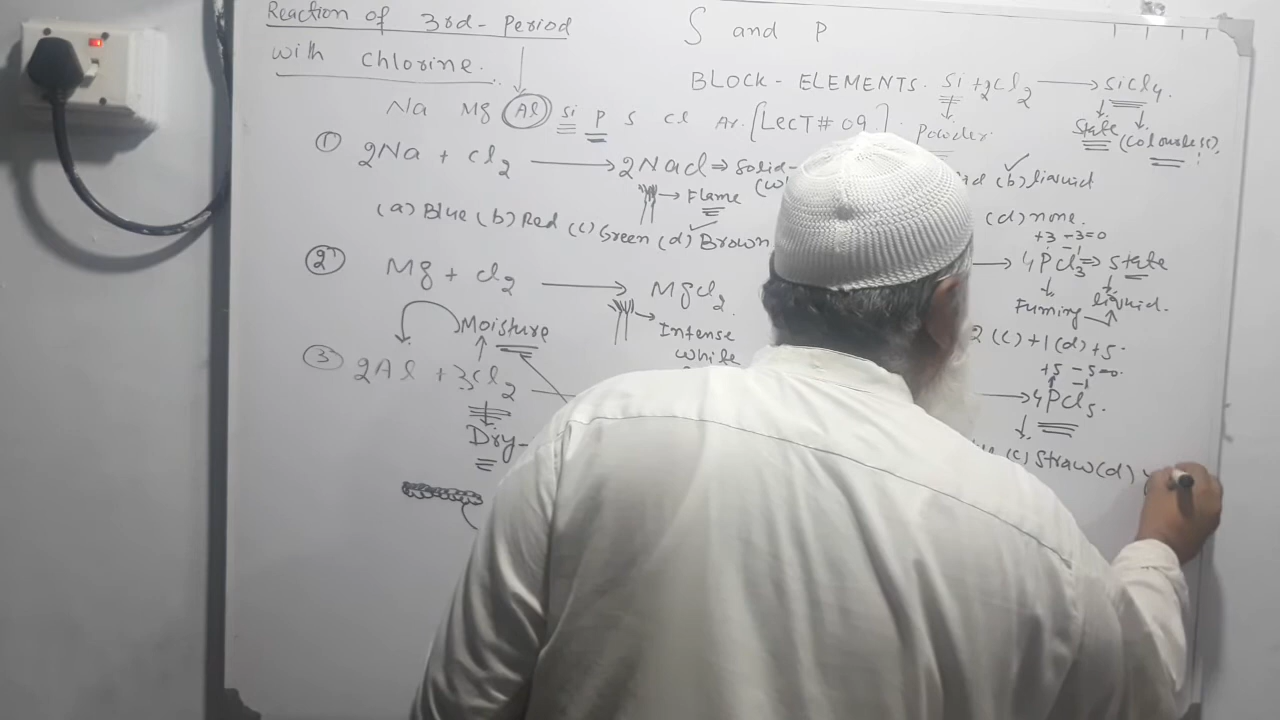 Reaction of 3rd-Period
with chlorine.
S and P
BLOCK-ELEMENTS.
[LecT# 09].
Na Mg Al Si P S Cl Ar.
Si + 2Cl2 → SiCl4.
Powder.
State (colourless)
(b) liquid
(d) none.
① 2Na + Cl2 → 2NaCl ⇒ Solid-
→ Flame
(a) Blue (b) Red (c) Green (d) Brown
② Mg + Cl2 → MgCl2.
→ Intense
white
Moisture
③ 2Al + 3Cl2
Dry-
+3 -3=0
-1
→ 4PCl3 ⇒ state
Fuming
liquid.
2 (c) +1 (d) +5.
+5 -5=0.
-1
→ 4PCl5.
(c) Straw (d)